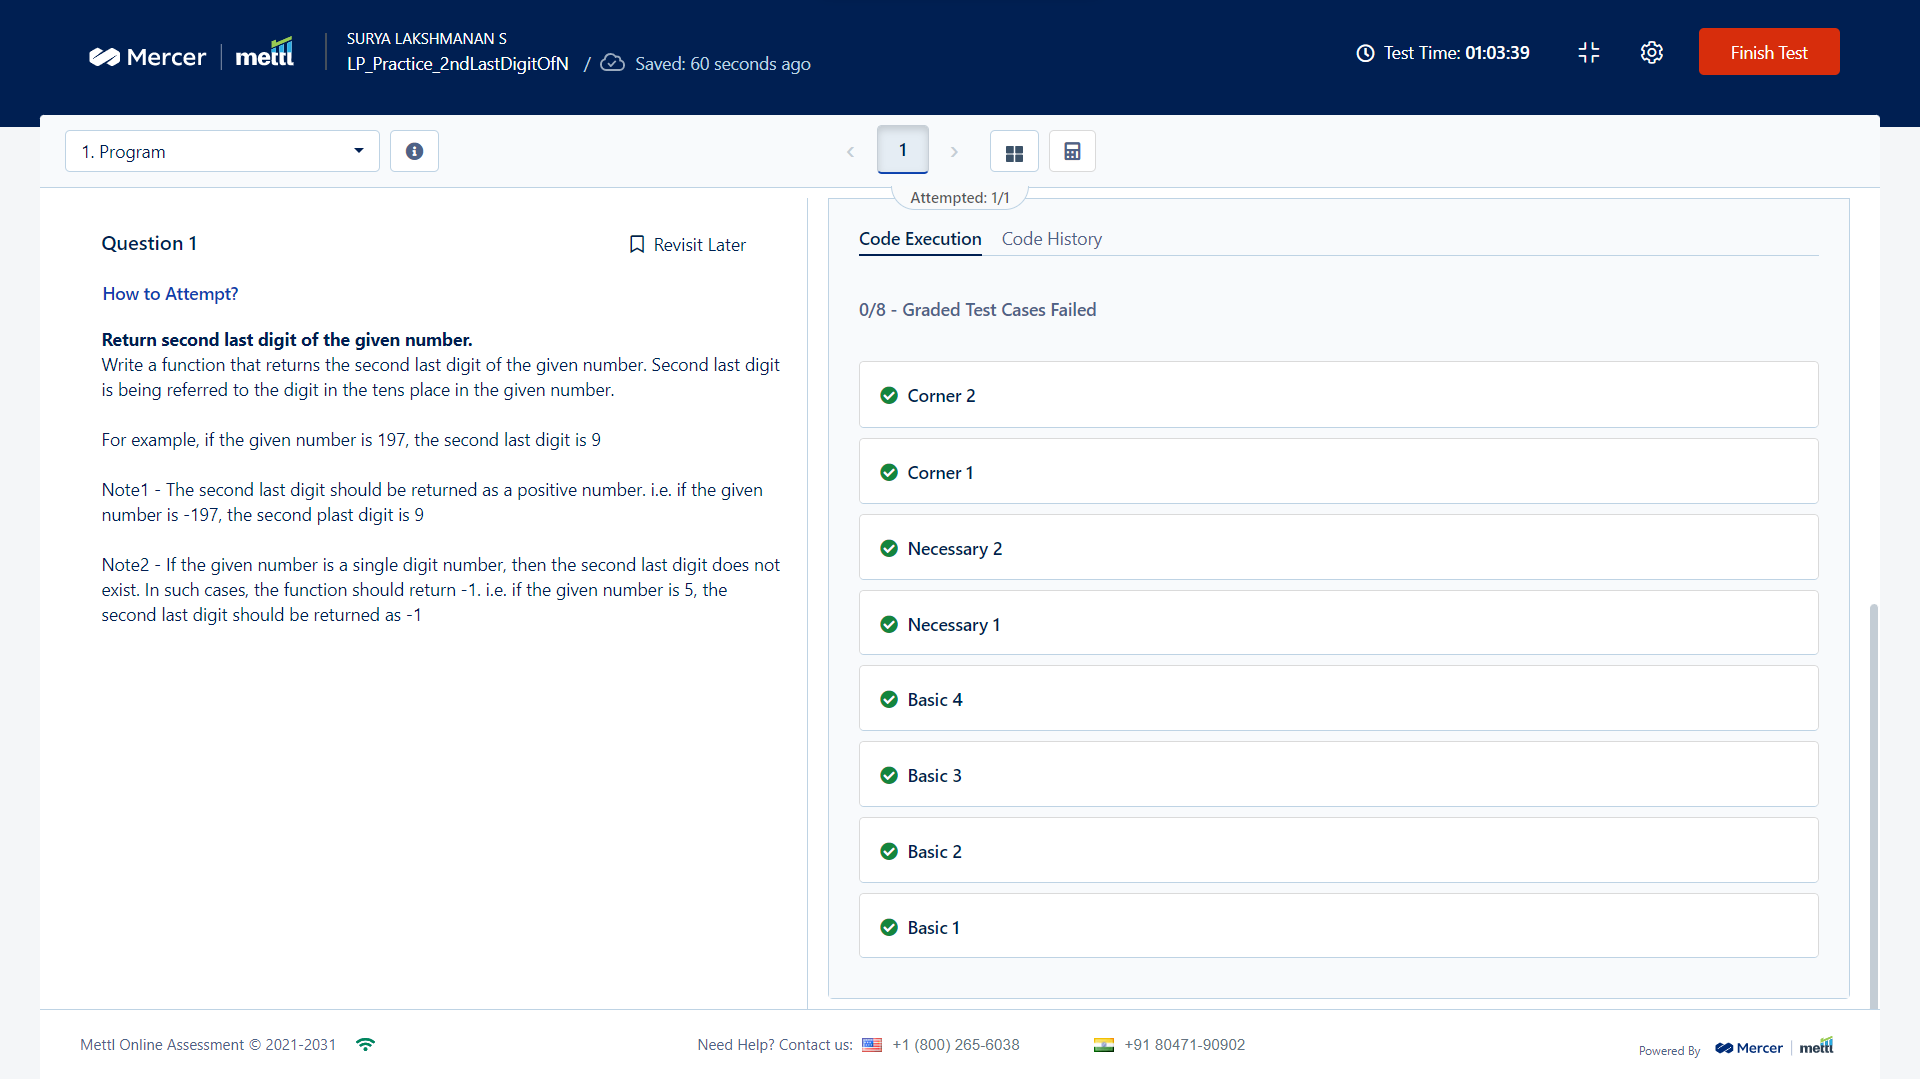 Mercer mettl
SURYA LAKSHMANAN S
LP_Practice_2ndLastDigitOfN / Saved: 60 seconds ago
Test Time: 01:03:39
Finish Test
1. Program
1
Attempted: 1/1
Question 1
Revisit Later
How to Attempt?
Return second last digit of the given number.
Write a function that returns the second last digit of the given number. Second last digit
is being referred to the digit in the tens place in the given number.
For example, if the given number is 197, the second last digit is 9
Note1 - The second last digit should be returned as a positive number. i.e. if the given
number is -197, the second plast digit is 9
Note2 - If the given number is a single digit number, then the second last digit does not
exist. In such cases, the function should return -1. i.e. if the given number is 5, the
second last digit should be returned as -1
Code Execution Code History
0/8 - Graded Test Cases Failed
Corner 2
Corner 1
Necessary 2
Necessary 1
Basic 4
Basic 3
Basic 2
Basic 1
Mettl Online Assessment © 2021-2031
Need Help? Contact us: +1 (800) 265-6038
+91 80471-90902
Powered By Mercer mettl